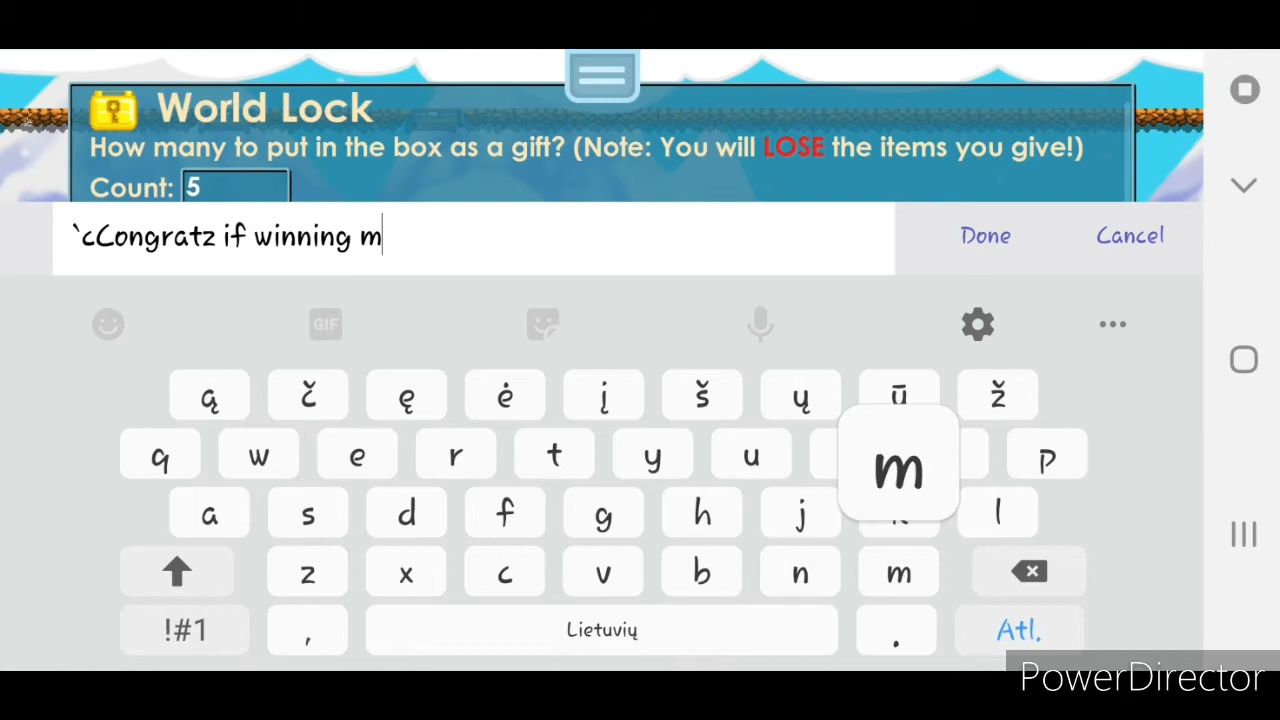 World Lock
How many to put in the box as a gift? (Note: You will LOSE the items you give!)
Count: 5
`cCongratz if winning m
Done
Cancel
GIF
ą č ę ė į š ų ū ž
q w e r t y u p
m
a s d f g h j l
z x c v b n m
!#1 , Lietuvių . Atl.
PowerDirector